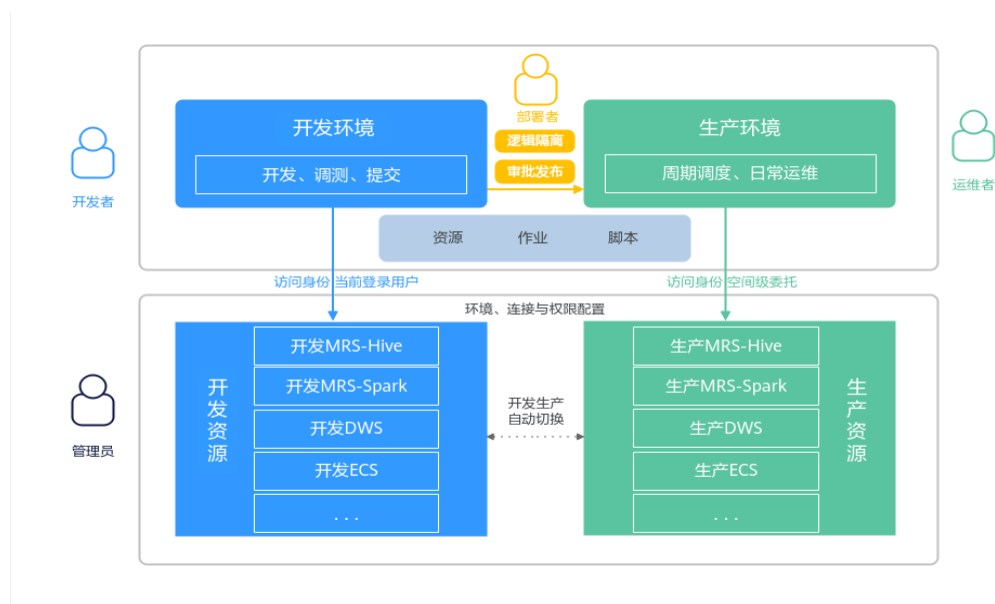 部署者
开发环境
逻辑隔离
生产环境
开发、调测、提交
审批发布
周期调度、日常运维
开发者
运维者
资源
作业
脚本
访问身份 当前登录用户
访问身份 空间级委托
环境、连接与权限配置
管理员
开发资源
开发MRS-Hive
开发MRS-Spark
开发DWS
开发ECS
...
开发生产
自动切换
生产MRS-Hive
生产MRS-Spark
生产DWS
生产ECS
...
生产资源